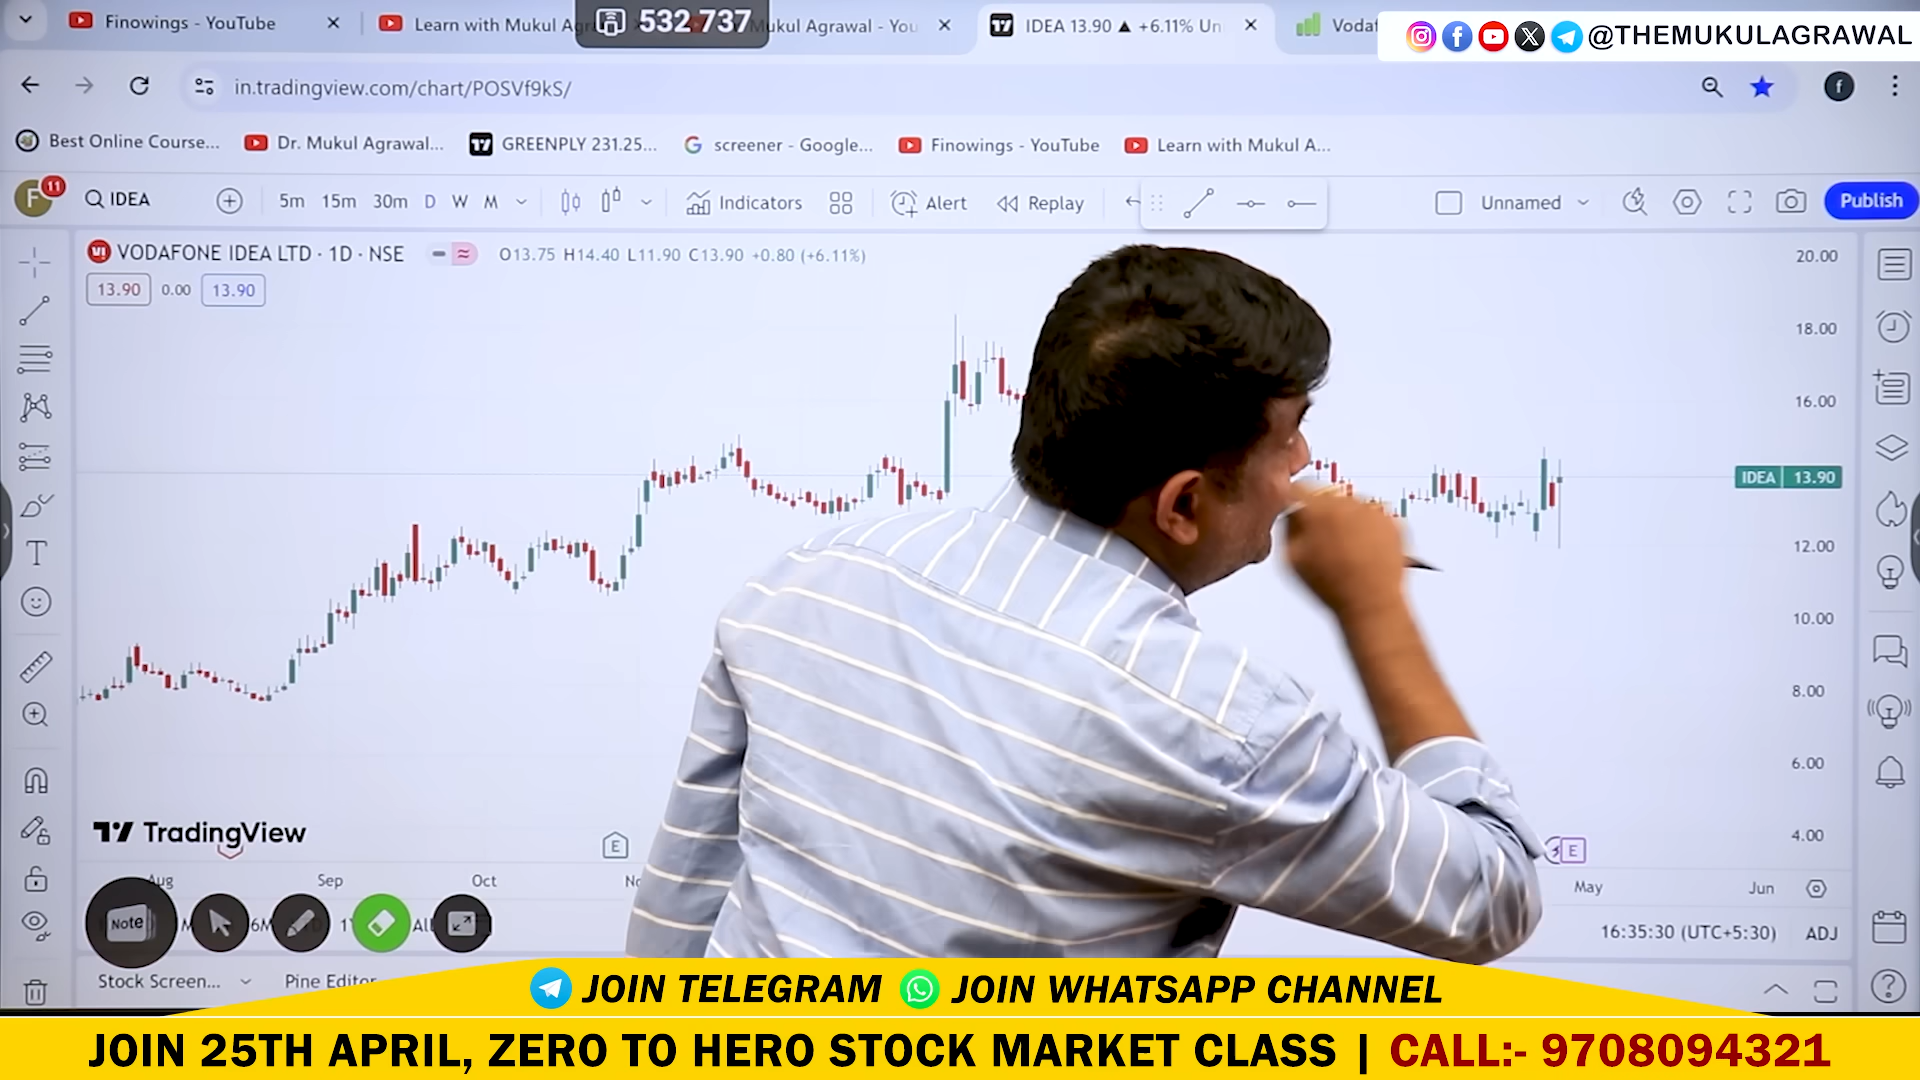 Finowings - YouTube
Learn with Mukul Ag
532 737
Mukul Agrawal - You
IDEA 13.90 ▲ +6.11% Un
Vodaf
@THEMUKULAGRAWAL
in.tradingview.com/chart/POSVf9kS/
f
Best Online Course...
Dr. Mukul Agrawal...
GREENPLY 231.25...
screener - Google...
Finowings - YouTube
Learn with Mukul A...
F
11
IDEA
5m 15m 30m D W M
Indicators
Alert
Replay
Unnamed
Publish
VODAFONE IDEA LTD · 1D · NSE
O13.75 H14.40 L11.90 C13.90 +0.80 (+6.11%)
13.90 0.00 13.90
20.00
18.00
16.00
IDEA 13.90
12.00
10.00
8.00
6.00
4.00
TradingView
E
E
Aug Sep Oct No May Jun
Note
M 6M 1Y All
16:35:30 (UTC+5:30) ADJ
Stock Screen...
Pine Editor
JOIN TELEGRAM JOIN WHATSAPP CHANNEL
JOIN 25TH APRIL, ZERO TO HERO STOCK MARKET CLASS | CALL:- 9708094321